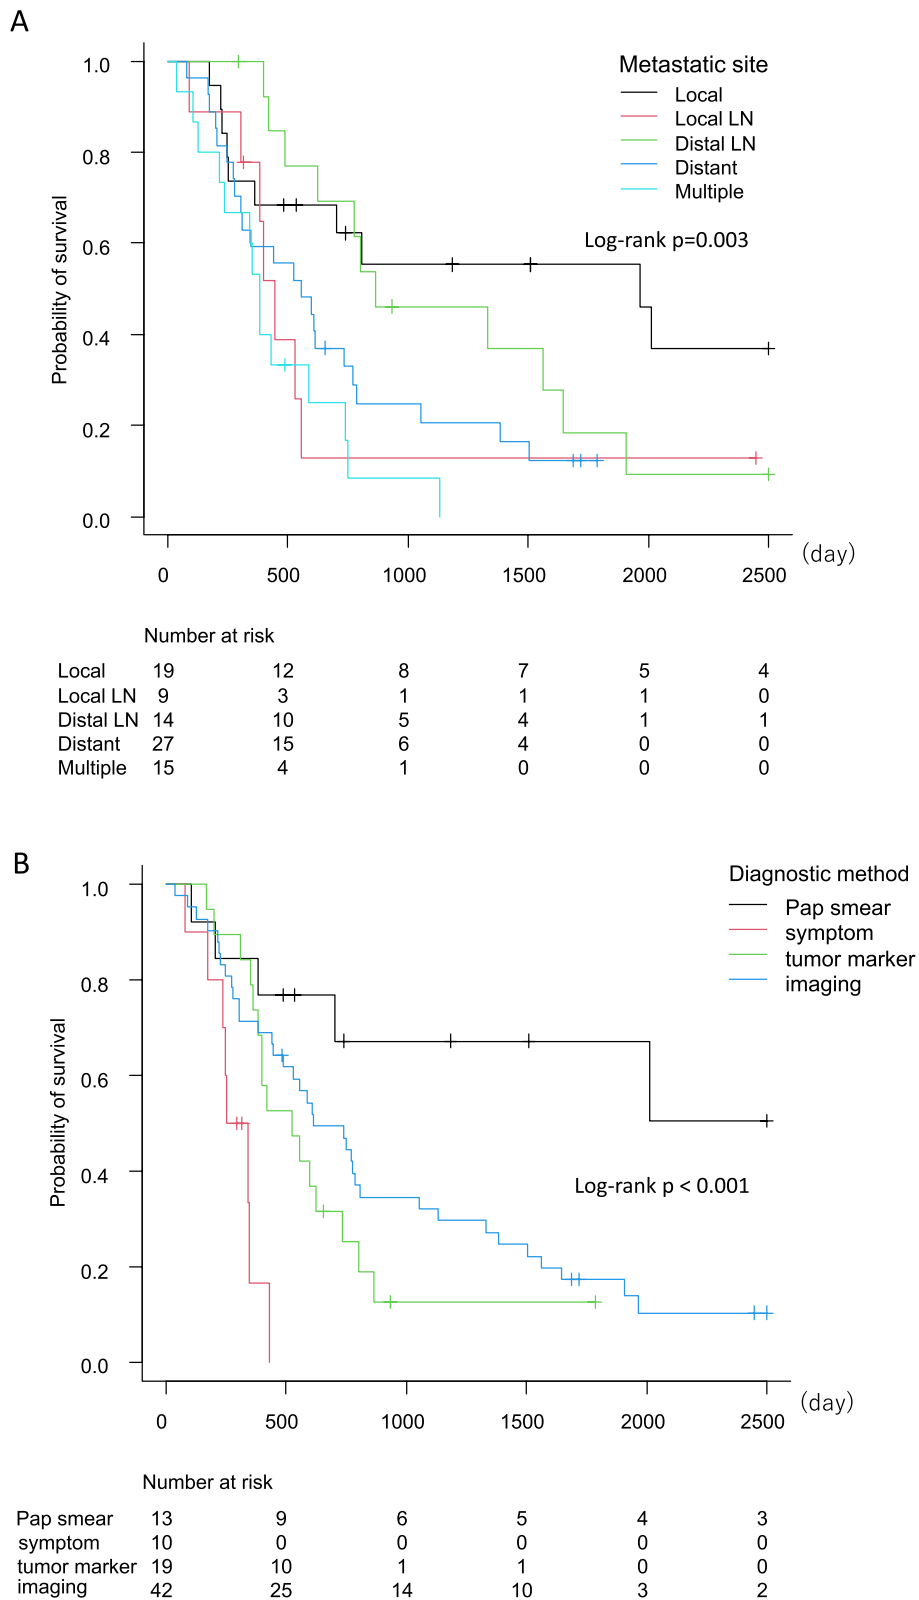 A
Metastatic site
Local
Local LN
Distal LN
Distant
Multiple
Log-rank p=0.003
Probability of survival
1.0
0.8
0.6
0.4
0.2
0.0
0 500 1000 1500 2000 2500
(day)
Number at risk
Local 19 12 8 7 5 4
Local LN 9 3 1 1 1 0
Distal LN 14 10 5 4 1 1
Distant 27 15 6 4 0 0
Multiple 15 4 1 0 0 0
B
Diagnostic method
Pap smear
symptom
tumor marker
imaging
Log-rank p < 0.001
Probability of survival
1.0
0.8
0.6
0.4
0.2
0.0
0 500 1000 1500 2000 2500
(day)
Number at risk
Pap smear 13 9 6 5 4 3
symptom 10 0 0 0 0 0
tumor marker 19 10 1 1 0 0
imaging 42 25 14 10 3 2